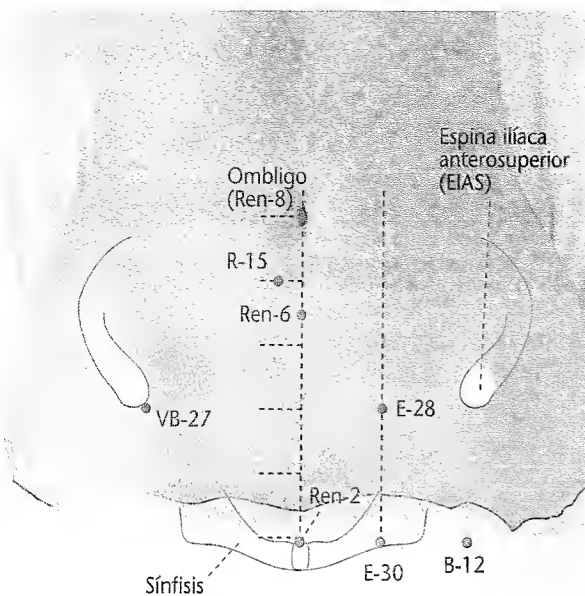 Espina ilíaca
anterosuperior
(EIAS)
Ombligo
(Ren-8)
R-15
Ren-6
VB-27
E-28
Ren-2
Sínfisis
E-30
B-12